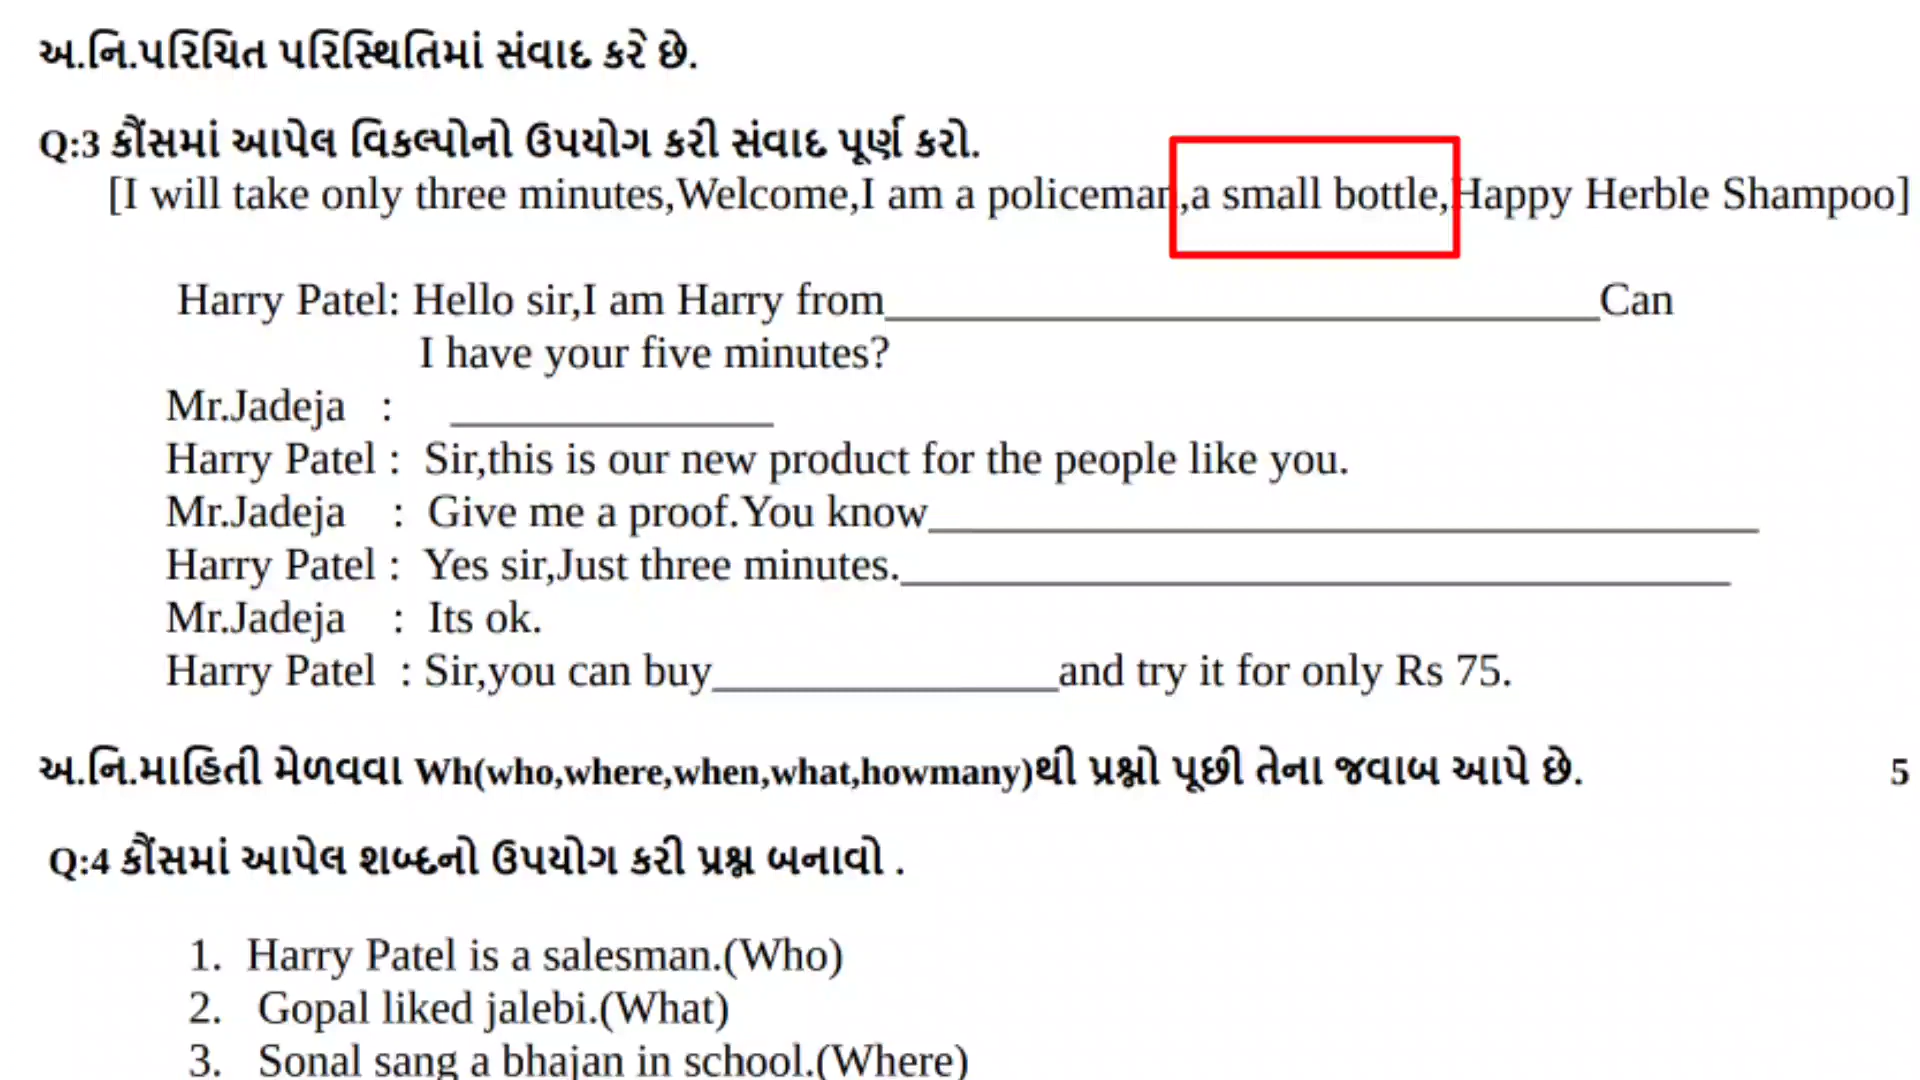 અ.નિ.પરિચિત પરિસ્થિતિમાં સંવાદ કરે છે.
Q:3 કૌંસમાં આપેલ વિકલ્પોનો ઉપયોગ કરી સંવાદ પૂર્ણ કરો.
[I will take only three minutes,Welcome,I am a policeman,a small bottle,Happy Herble Shampoo]
Harry Patel: Hello sir,I am Harry from______________________________Can
I have your five minutes?
Mr.Jadeja : ______________
Harry Patel : Sir,this is our new product for the people like you.
Mr.Jadeja : Give me a proof.You know___________________________________
Harry Patel : Yes sir,Just three minutes.___________________________________
Mr.Jadeja : Its ok.
Harry Patel : Sir,you can buy_______________and try it for only Rs 75.
અ.નિ.માહિતી મેળવવા Wh(who,where,when,what,howmany)થી પ્રશ્નો પૂછી તેના જવાબ આપે છે. 5
Q:4 કૌંસમાં આપેલ શબ્દનો ઉપયોગ કરી પ્રશ્ન બનાવો .
1. Harry Patel is a salesman.(Who)
2. Gopal liked jalebi.(What)
3. Sonal sang a bhajan in school.(Where)